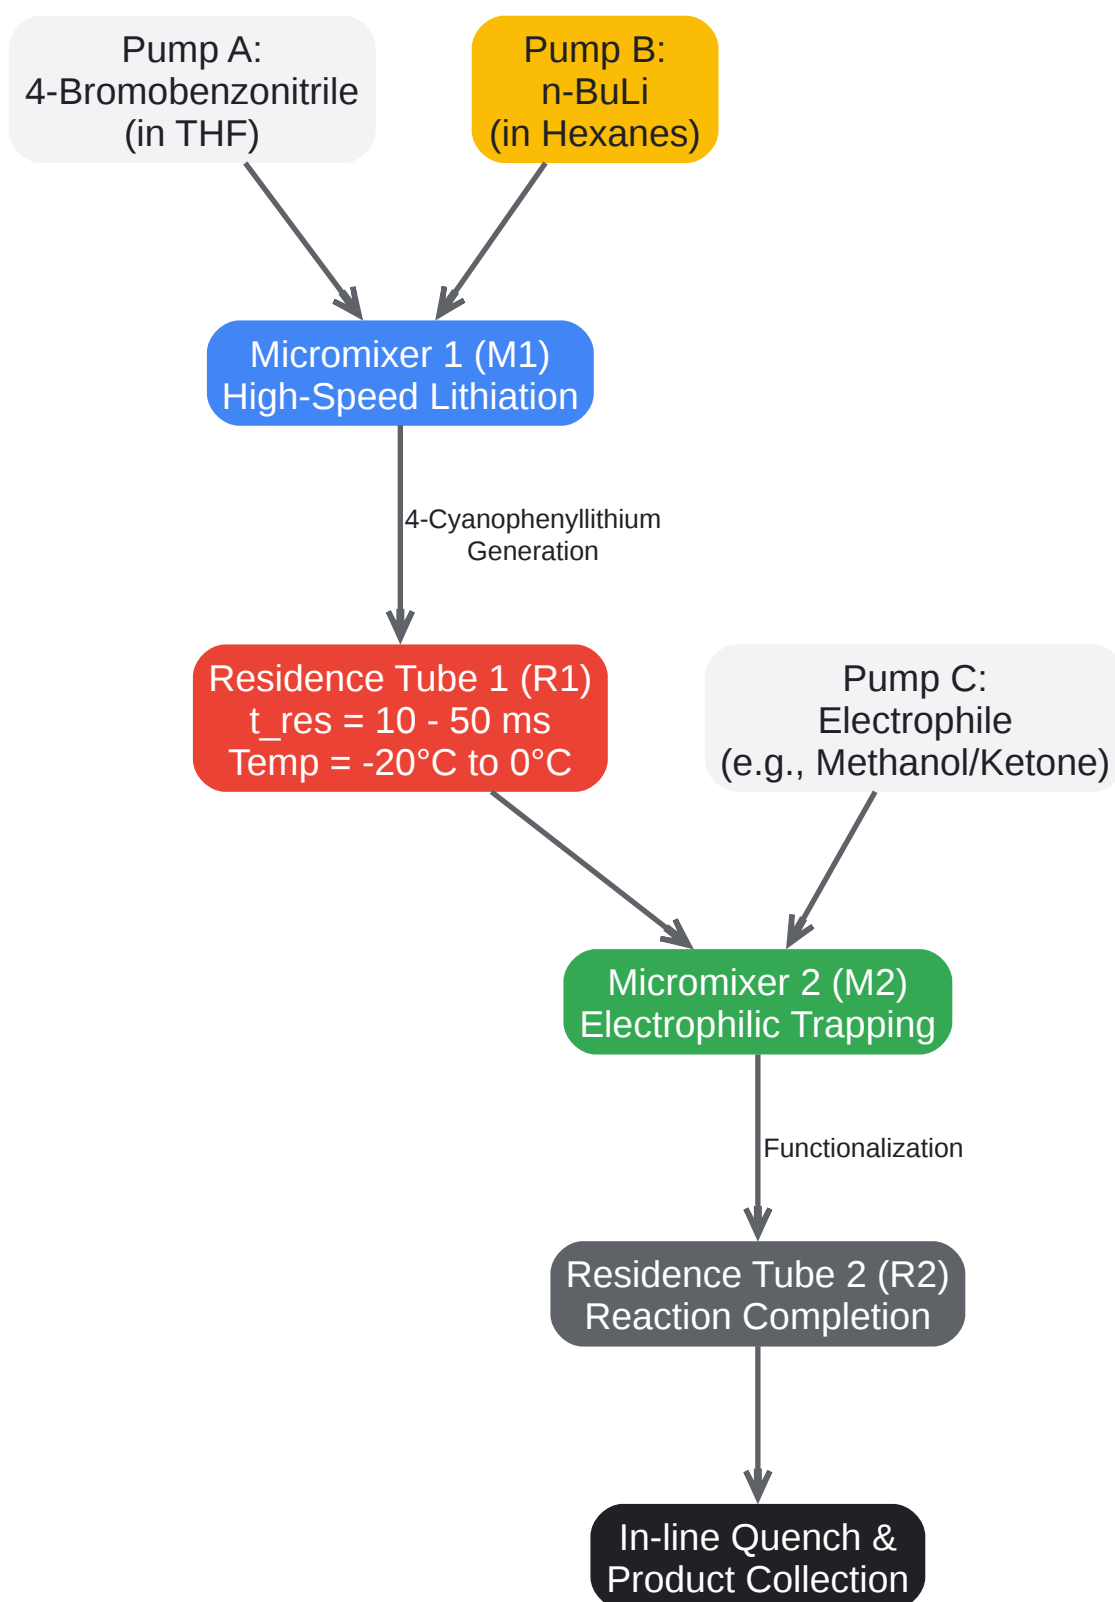 Pump A:
4-Bromobenzonitrile
(in THF)
Pump B:
n-BuLi
(in Hexanes)
Micromixer 1 (M1)
High-Speed Lithiation
4-Cyanophenyllithium
Generation
Residence Tube 1 (R1)
t_res = 10 - 50 ms
Temp = -20°C to 0°C
Pump C:
Electrophile
(e.g., Methanol/Ketone)
Micromixer 2 (M2)
Electrophilic Trapping
Functionalization
Residence Tube 2 (R2)
Reaction Completion
In-line Quench &
Product Collection